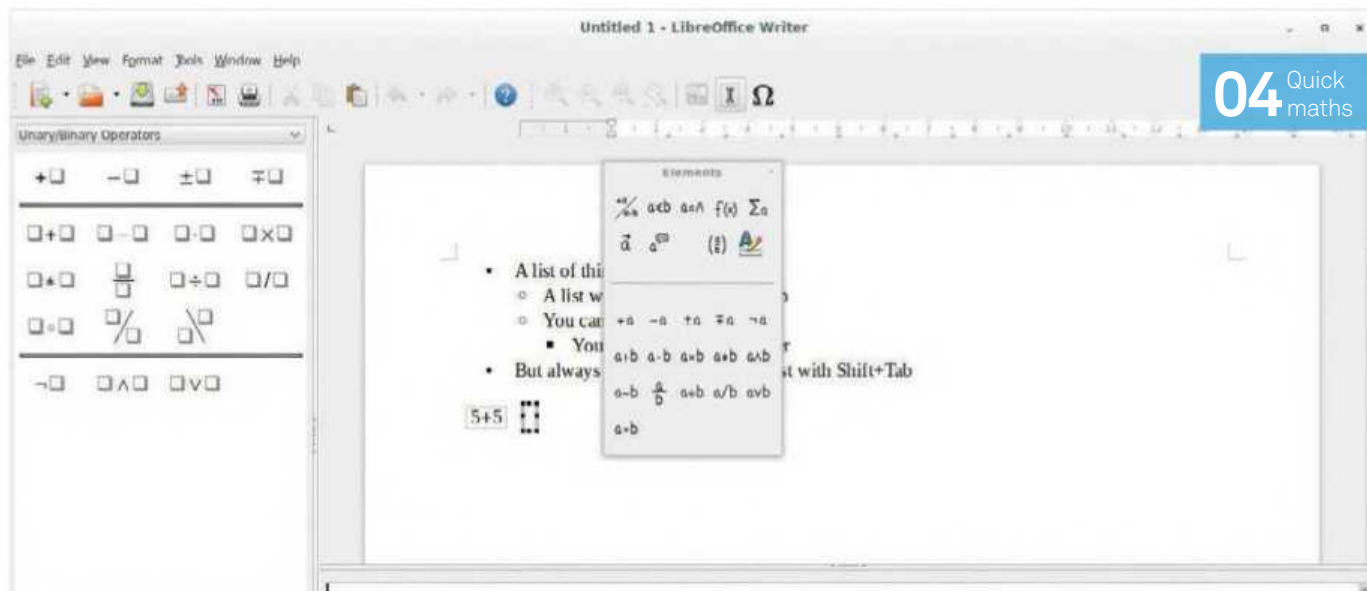 Untitled 1 - LibreOffice Writer
File Edit View Format Tools Window Help
04 Quick
maths
Unary/Binary Operators
Elements
+□ −□ ±□ ∓□
□+□ □−□ □·□ □×□
□÷□ □/□
¬□ □∧□ □∨□
f(x) Σa
• A list of thi
◦ A list w
◦ You can
▪ You
• But always
st with Shift+Tab
+a −a ±a ∓a ¬a
a∧b
a/b a∨b
5+5